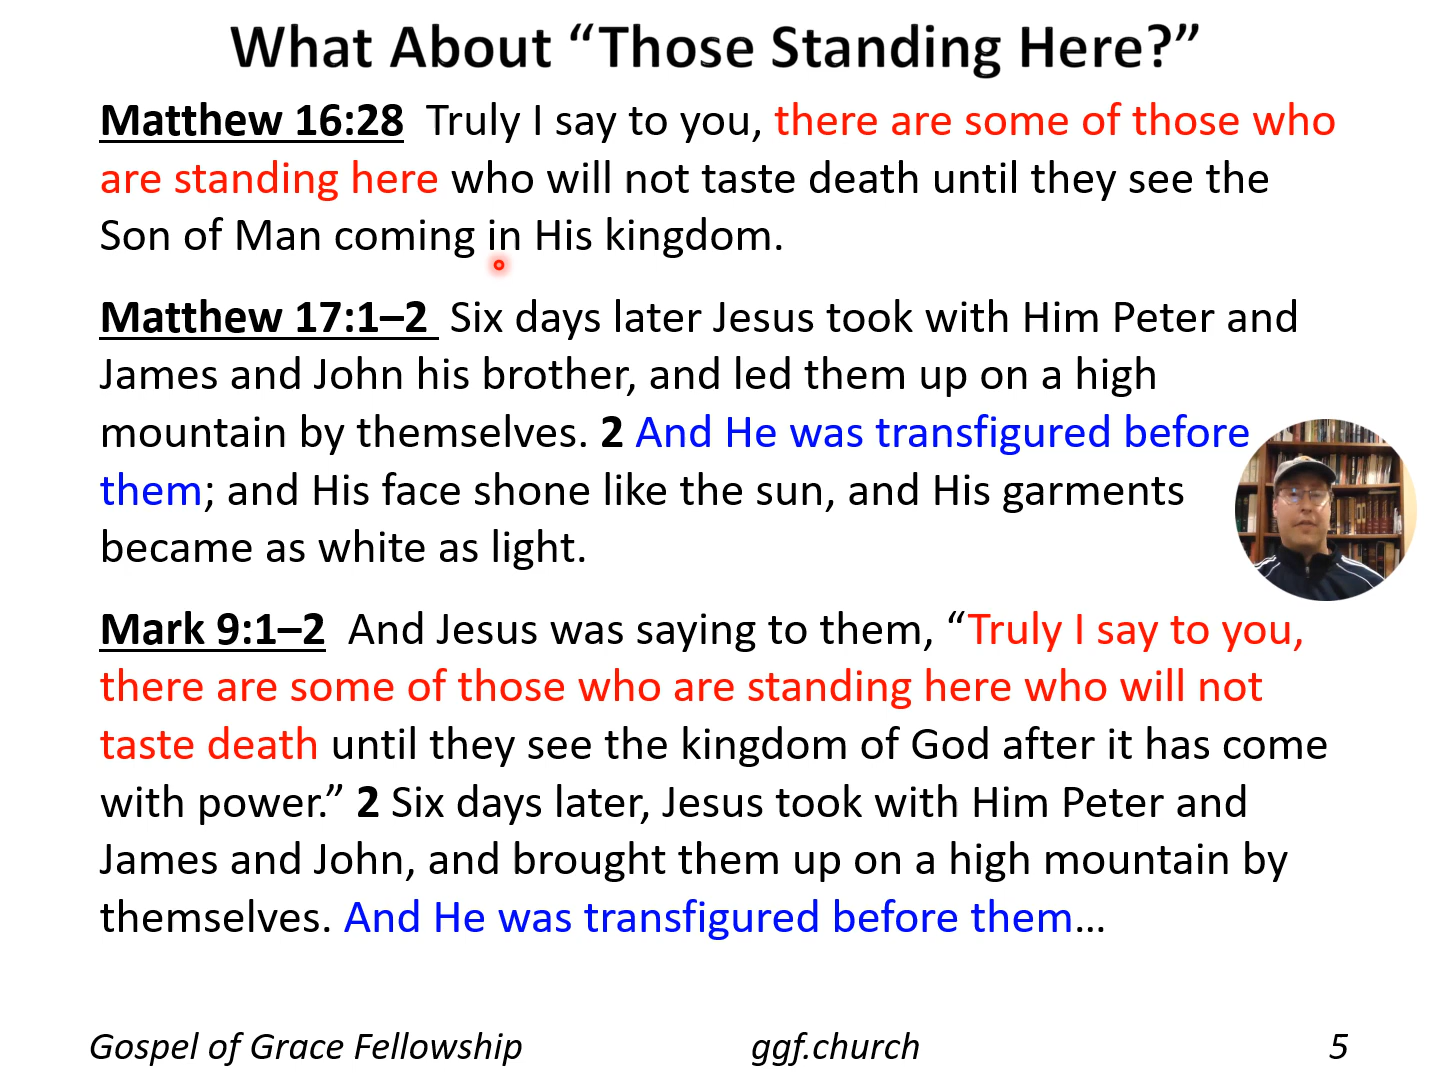 What About “Those Standing Here?”
Matthew 16:28 Truly I say to you, there are some of those who
are standing here who will not taste death until they see the
Son of Man coming in His kingdom.
Matthew 17:1–2 Six days later Jesus took with Him Peter and
James and John his brother, and led them up on a high
mountain by themselves. 2 And He was transfigured before
them; and His face shone like the sun, and His garments
became as white as light.
Mark 9:1–2 And Jesus was saying to them, “Truly I say to you,
there are some of those who are standing here who will not
taste death until they see the kingdom of God after it has come
with power.” 2 Six days later, Jesus took with Him Peter and
James and John, and brought them up on a high mountain by
themselves. And He was transfigured before them…
Gospel of Grace Fellowship ggf.church 5